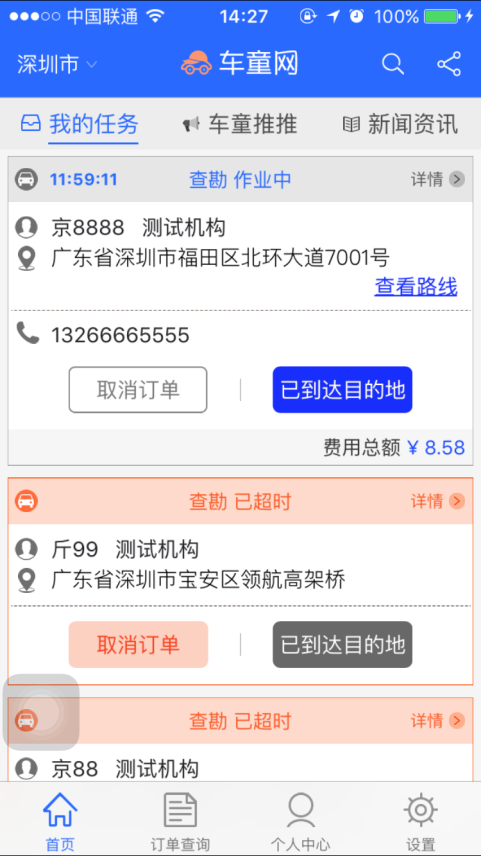 中国联通 14:27 100%
深圳市 车童网
我的任务 车童推推 新闻资讯
11:59:11 查勘 作业中 详情
京8888 测试机构
广东省深圳市福田区北环大道7001号
查看路线
13266665555
取消订单 已到达目的地
费用总额 ¥ 8.58
查勘 已超时 详情
斤99 测试机构
广东省深圳市宝安区领航高架桥
取消订单 已到达目的地
查勘 已超时 详情
京88 测试机构
首页 订单查询 个人中心 设置